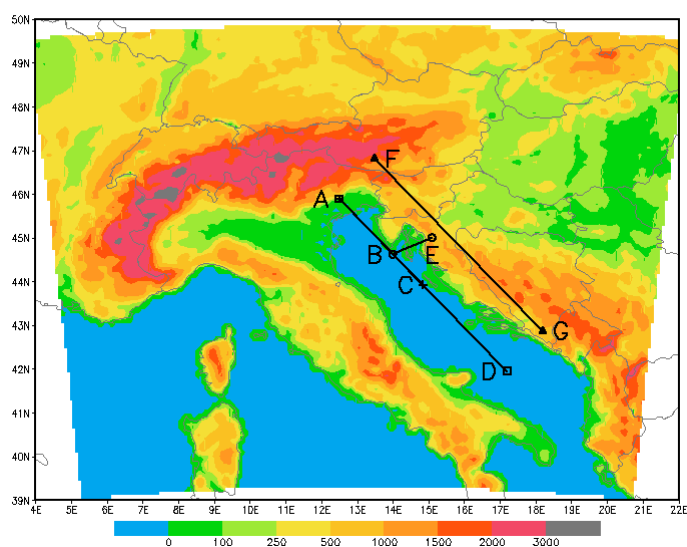 50N
49N
48N
47N
F
46N
A
45N
B
E
44N
C
43N
G
42N
D
41N
40N
39N
4E 5E 6E 7E 8E 9E 10E 11E 12E 13E 14E 15E 16E 17E 18E 19E 20E 21E 22E
0 100 250 500 1000 1500 2000 3000